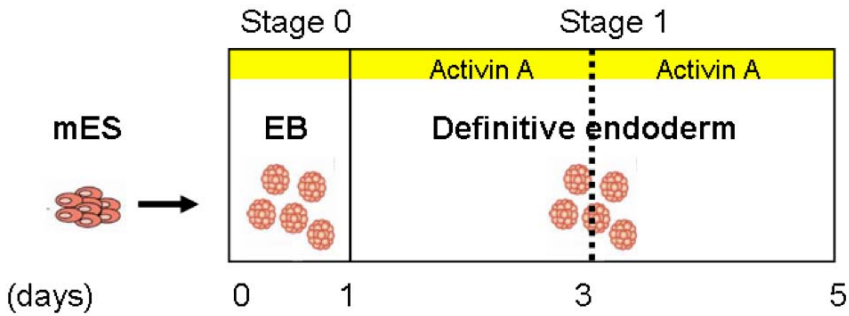 Stage 0 Stage 1
Activin A Activin A
mES EB Definitive endoderm
(days) 0 1 3 5